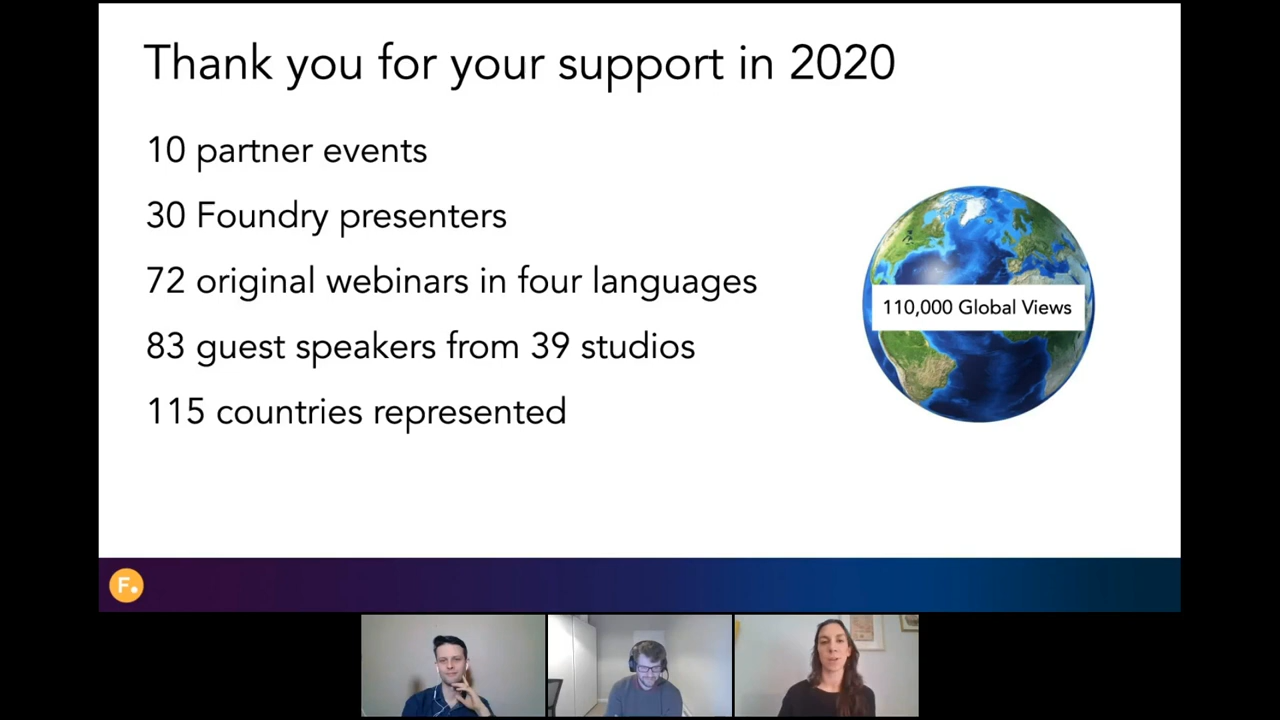 Thank you for your support in 2020
10 partner events
30 Foundry presenters
72 original webinars in four languages
83 guest speakers from 39 studios
115 countries represented
110,000 Global Views
F.